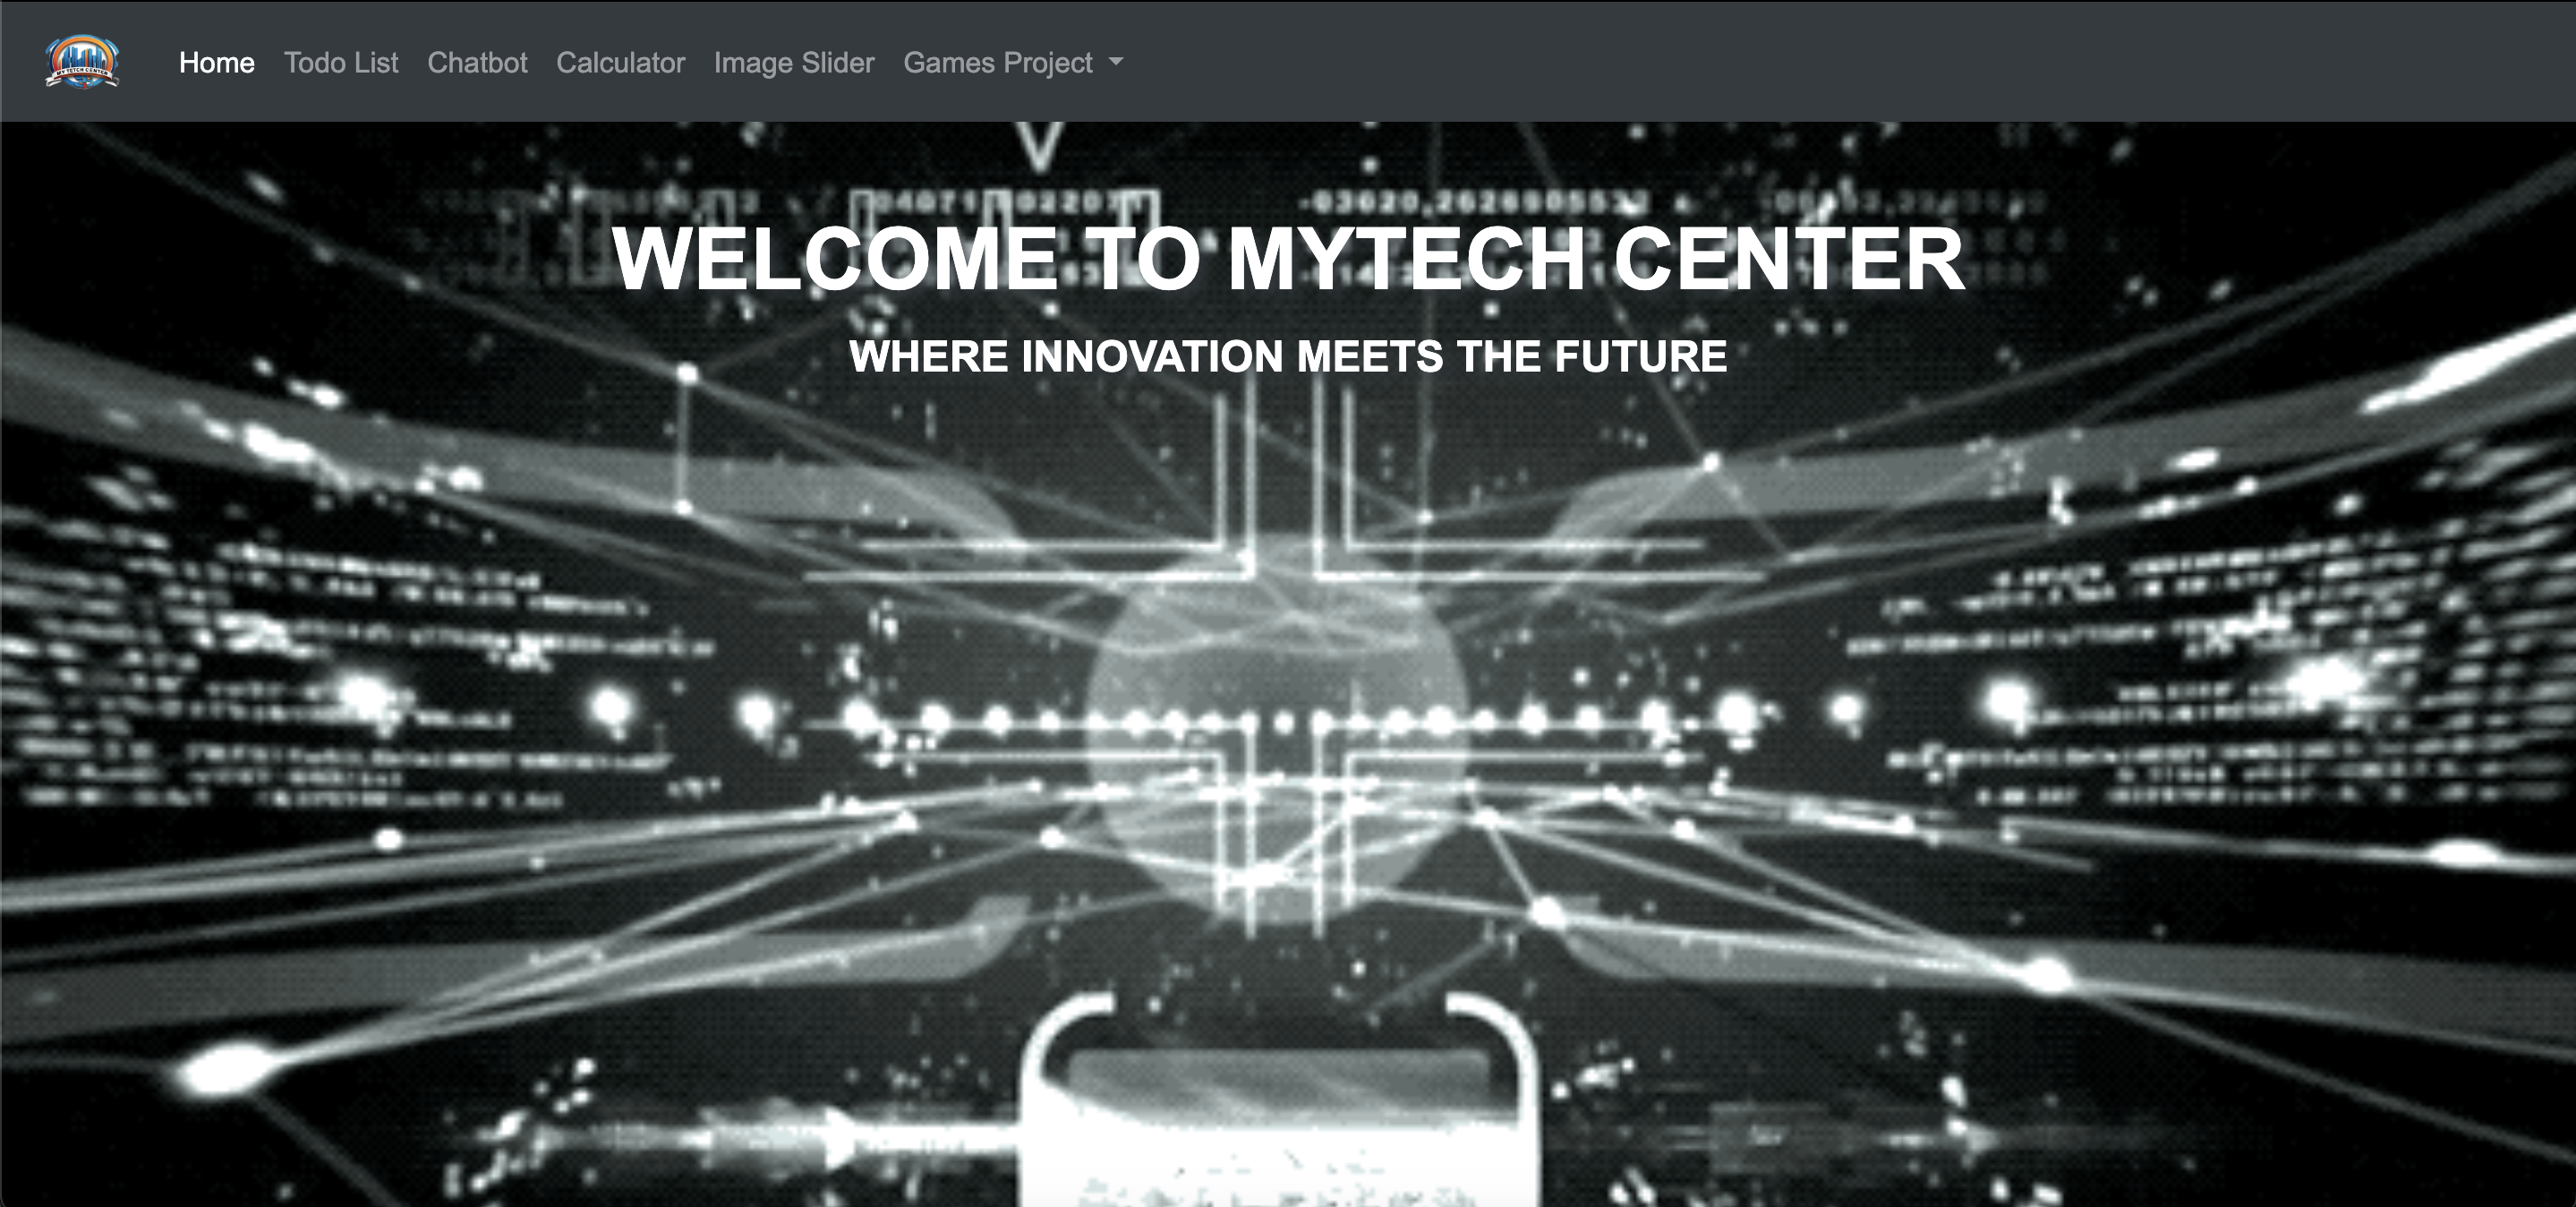 MY TETCH CENTER
Home Todo List Chatbot Calculator Image Slider Games Project
WELCOME TO MYTECH CENTER
WHERE INNOVATION MEETS THE FUTURE